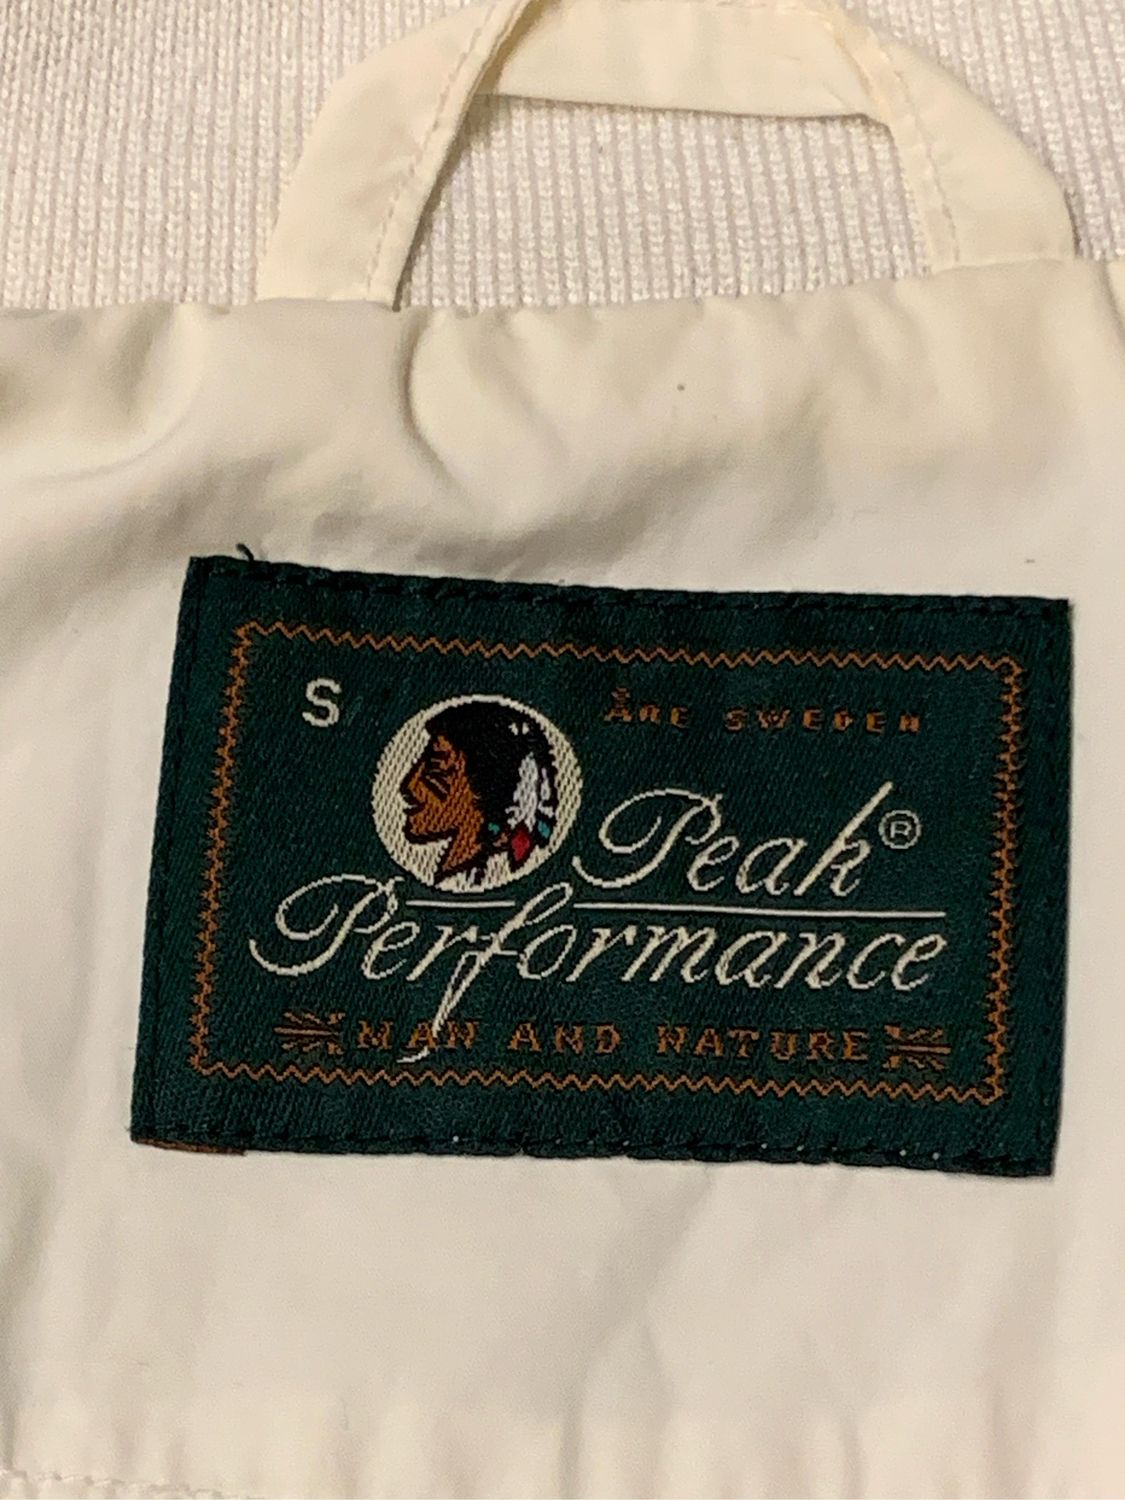 S
ÅRE SWEDEN
Peak®
Performance
MAN AND NATURE